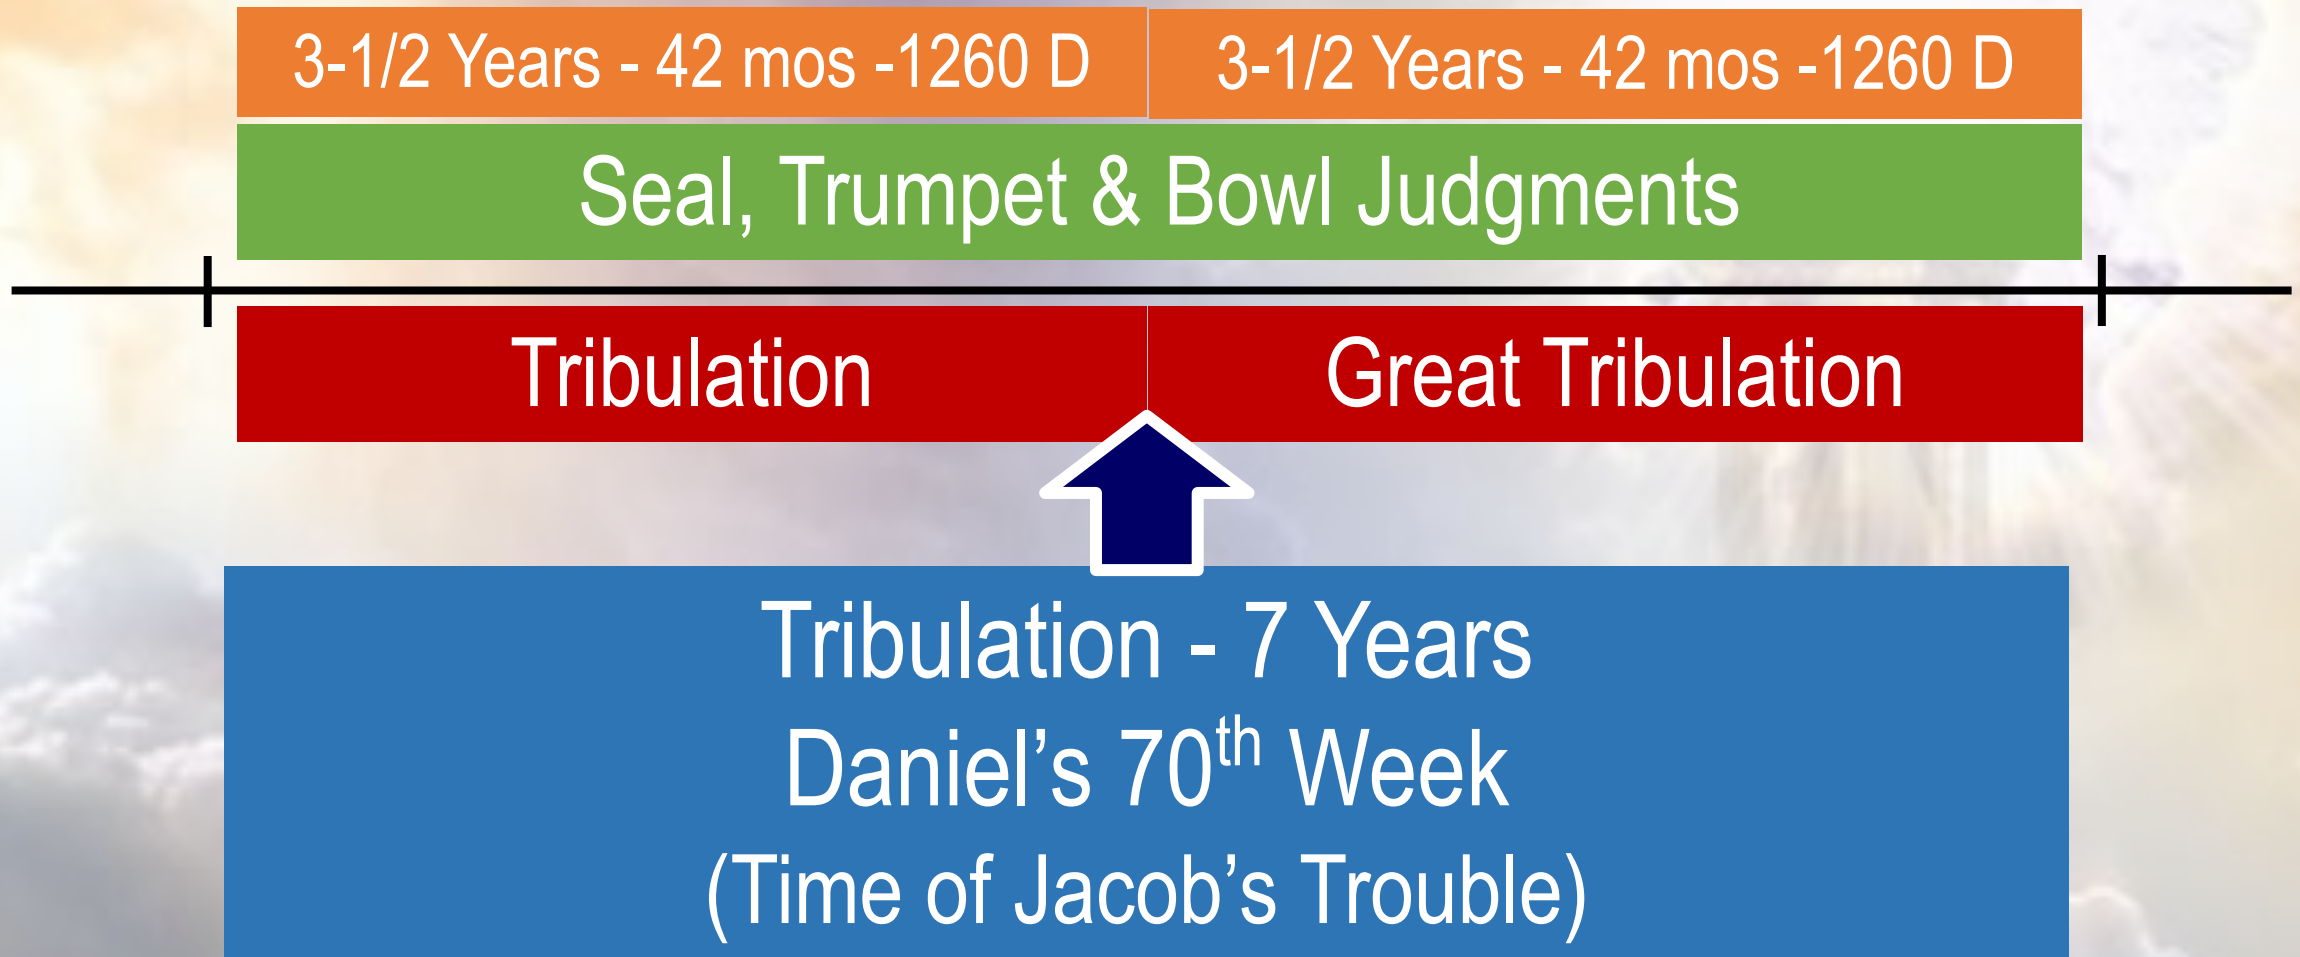 3-1/2 Years - 42 mos -1260 D
3-1/2 Years - 42 mos -1260 D
Seal, Trumpet & Bowl Judgments
Tribulation
Great Tribulation
Tribulation - 7 Years
Daniel’s 70th Week
(Time of Jacob’s Trouble)